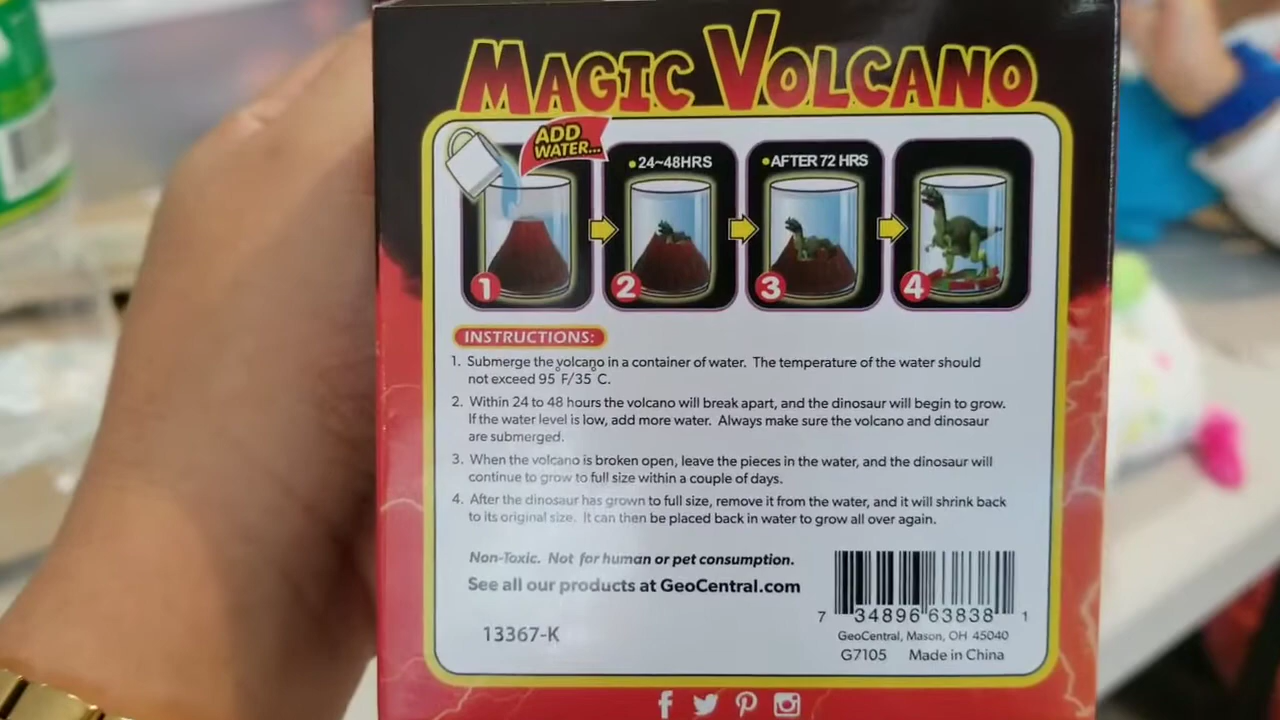 MAGIC VOLCANO
ADD
WATER...
•24~48HRS
•AFTER 72 HRS
1
2
3
4
INSTRUCTIONS:
1. Submerge the volcano in a container of water. The temperature of the water should
not exceed 95°F/35°C.
2. Within 24 to 48 hours the volcano will break apart, and the dinosaur will begin to grow.
If the water level is low, add more water. Always make sure the volcano and dinosaur
are submerged.
3. When the volcano is broken open, leave the pieces in the water, and the dinosaur will
continue to grow to full size within a couple of days.
4. After the dinosaur has grown to full size, remove it from the water, and it will shrink back
to its original size. It can then be placed back in water to grow all over again.
Non-Toxic. Not for human or pet consumption.
See all our products at GeoCentral.com
7 34896 63838 1
13367-K
GeoCentral, Mason, OH 45040
G7105 Made in China